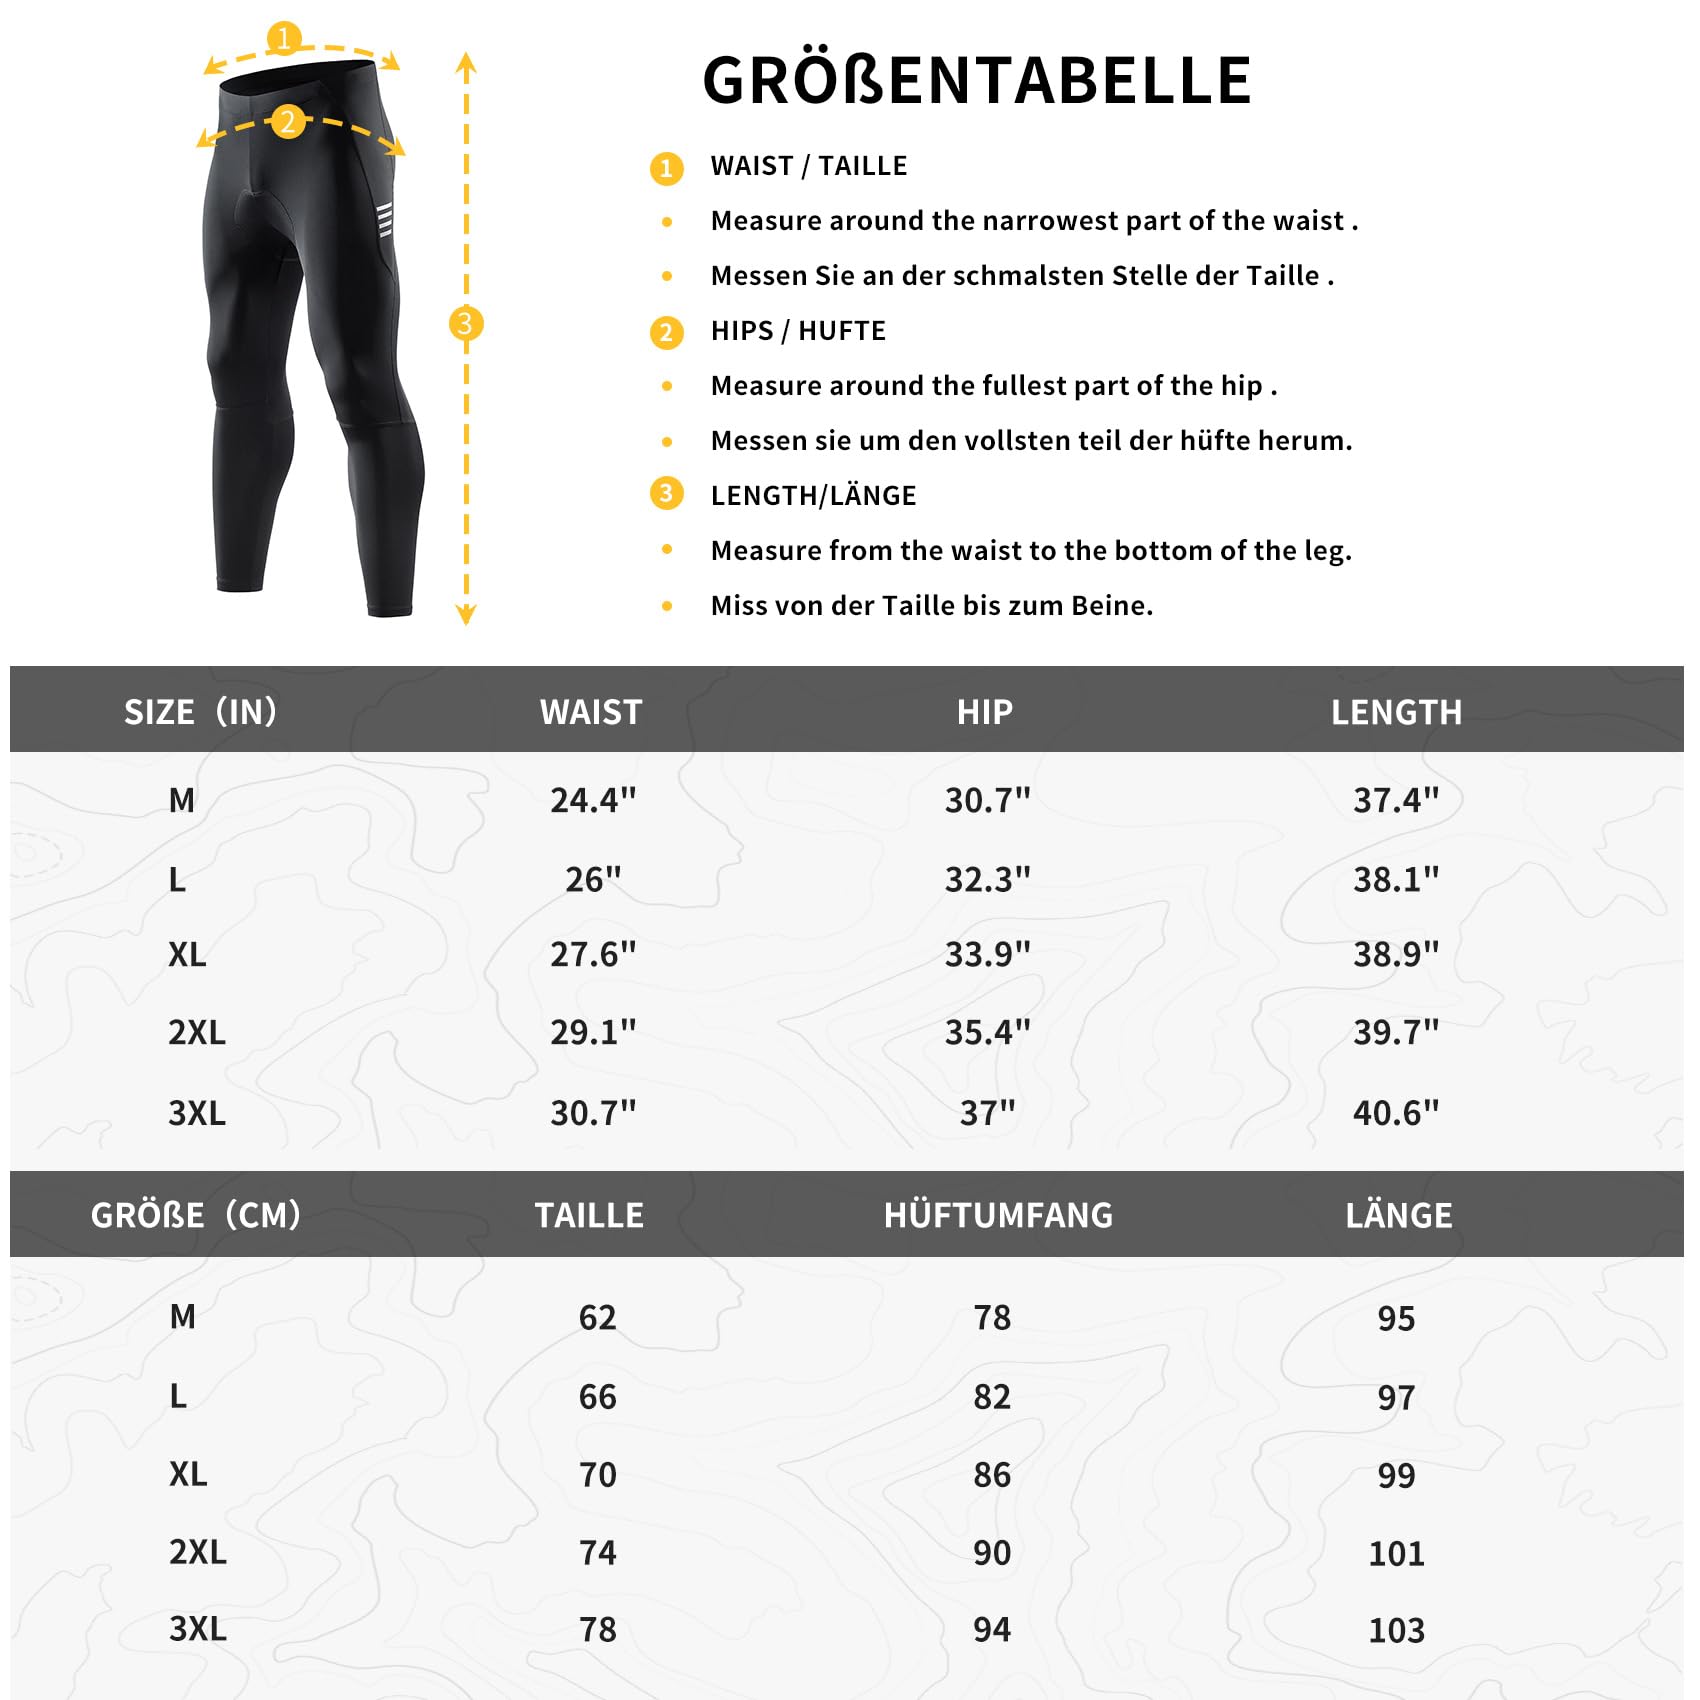 1
2
3
GRÖßENTABELLE
1 WAIST / TAILLE
Measure around the narrowest part of the waist .
Messen Sie an der schmalsten Stelle der Taille .
2 HIPS / HUFTE
Measure around the fullest part of the hip .
Messen sie um den vollsten teil der hüfte herum.
3 LENGTH/LÄNGE
Measure from the waist to the bottom of the leg.
Miss von der Taille bis zum Beine.
SIZE（IN） WAIST HIP LENGTH
M 24.4" 30.7" 37.4"
L 26" 32.3" 38.1"
XL 27.6" 33.9" 38.9"
2XL 29.1" 35.4" 39.7"
3XL 30.7" 37" 40.6"
GRÖßE（CM） TAILLE HÜFTUMFANG LÄNGE
M 62 78 95
L 66 82 97
XL 70 86 99
2XL 74 90 101
3XL 78 94 103